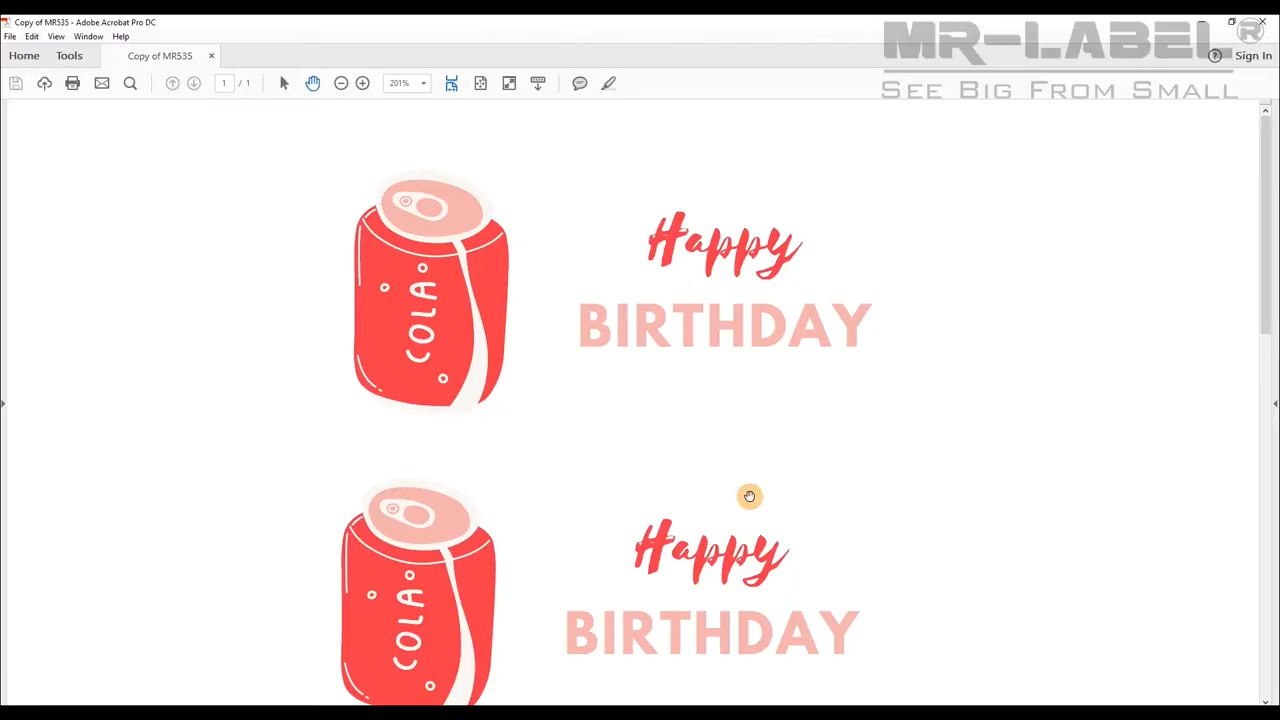 Copy of MR535 - Adobe Acrobat Pro DC
File Edit View Window Help
Home Tools Copy of MR535 × Sign In
MR-LABEL ®
SEE BIG FROM SMALL
1 / 1 201%
Happy
BIRTHDAY
COLA
Happy
BIRTHDAY
COLA